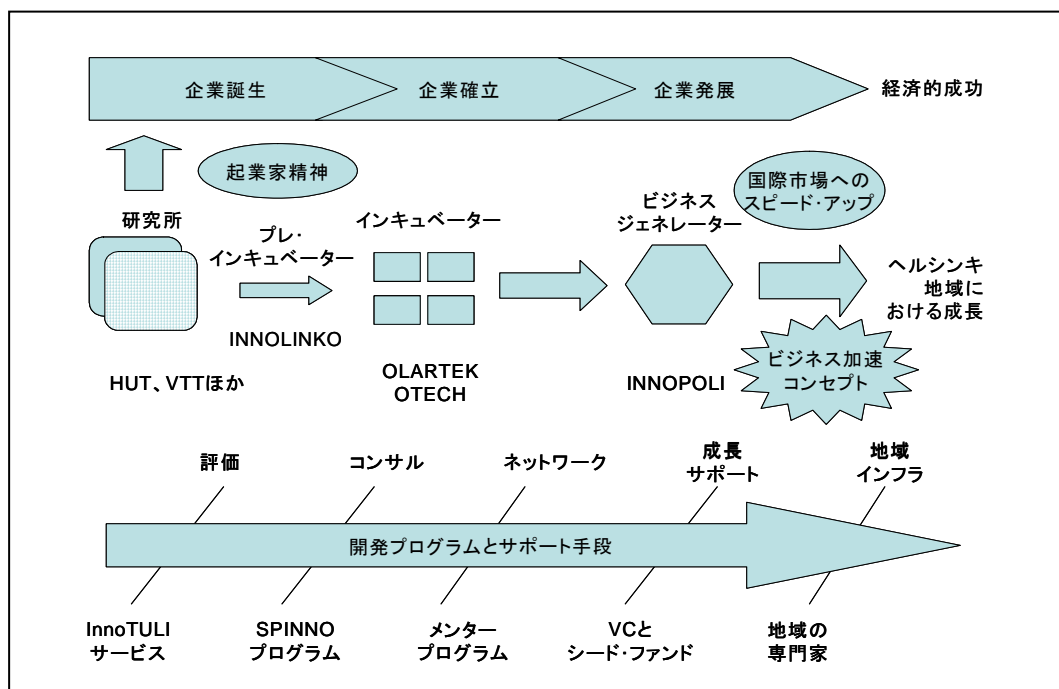 企業誕生
企業確立
企業発展
経済的成功
起業家精神
国際市場への
スピード・アップ
研究所
プレ・
インキュベーター
インキュベーター
ビジネス
ジェネレーター
ヘルシンキ
地域に
おける成長
INNOLINKO
HUT、VTTほか
OLARTEK
OTECH
INNOPOLI
ビジネス加速
コンセプト
評価
コンサル
ネットワーク
成長
サポート
地域
インフラ
開発プログラムとサポート手段
InnoTULI
サービス
SPINNO
プログラム
メンター
プログラム
VCと
シード・ファンド
地域の
専門家